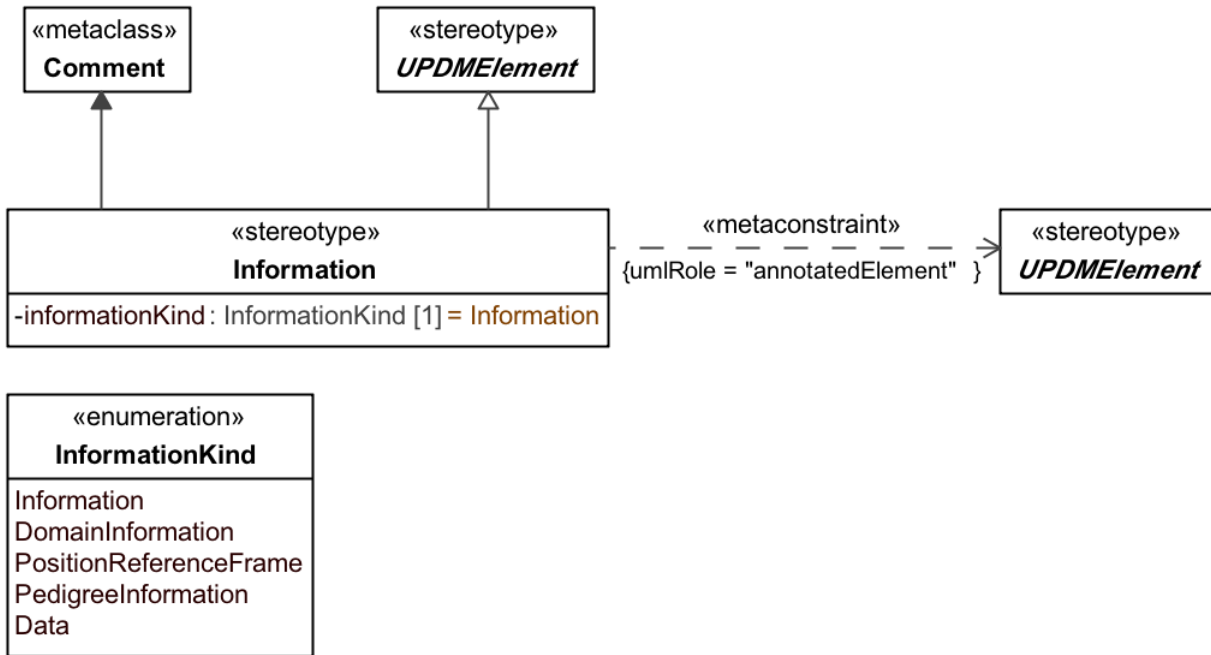 «metaclass»
Comment
«stereotype»
UPDMElement
«stereotype»
Information
-informationKind : InformationKind [1] = Information
«metaconstraint»
{umlRole = "annotatedElement" }
«stereotype»
UPDMElement
«enumeration»
InformationKind
Information
DomainInformation
PositionReferenceFrame
PedigreeInformation
Data